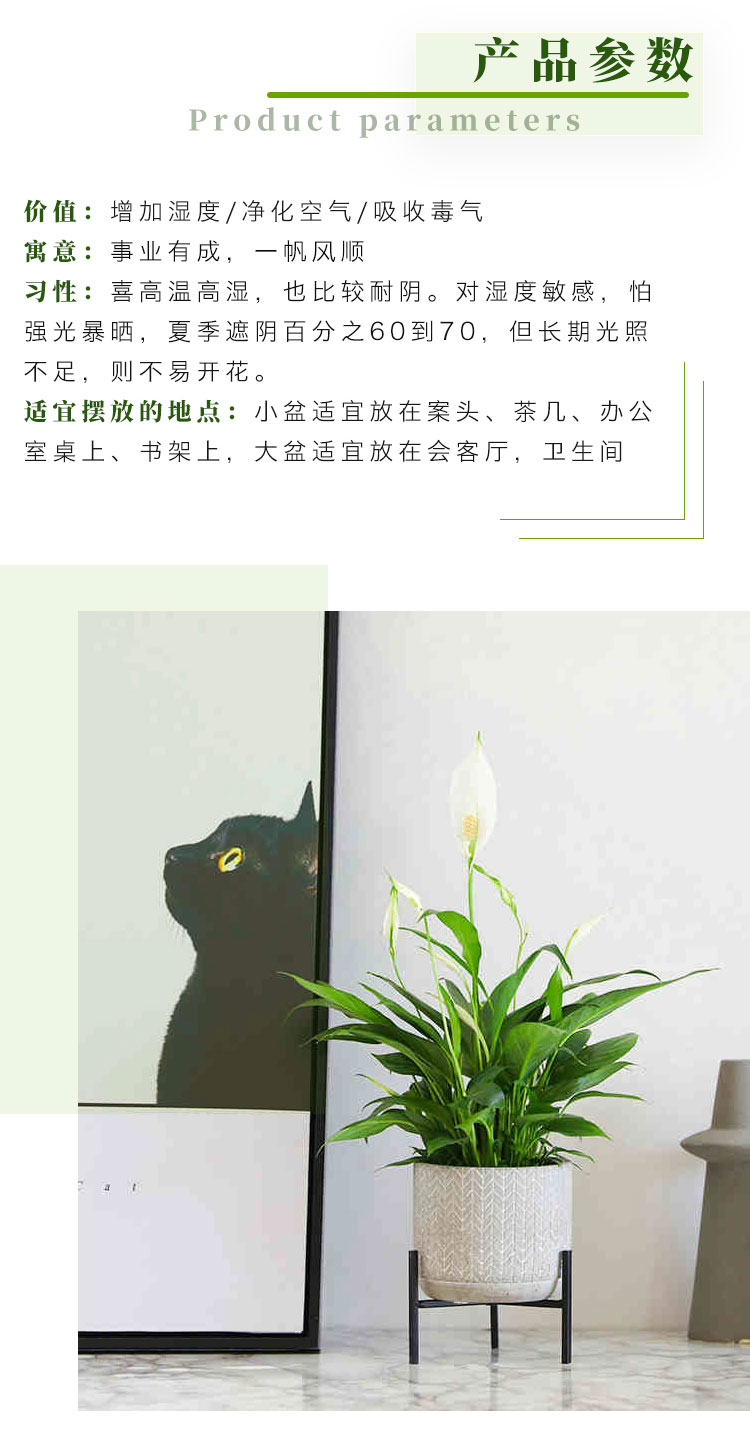 产品参数
Product parameters
价值：增加湿度/净化空气/吸收毒气
寓意：事业有成，一帆风顺
习性：喜高温高湿，也比较耐阴。对湿度敏感，怕
强光暴晒，夏季遮阴百分之60到70，但长期光照
不足，则不易开花。
适宜摆放的地点：小盆适宜放在案头、茶几、办公
室桌上、书架上，大盆适宜放在会客厅，卫生间
Cat